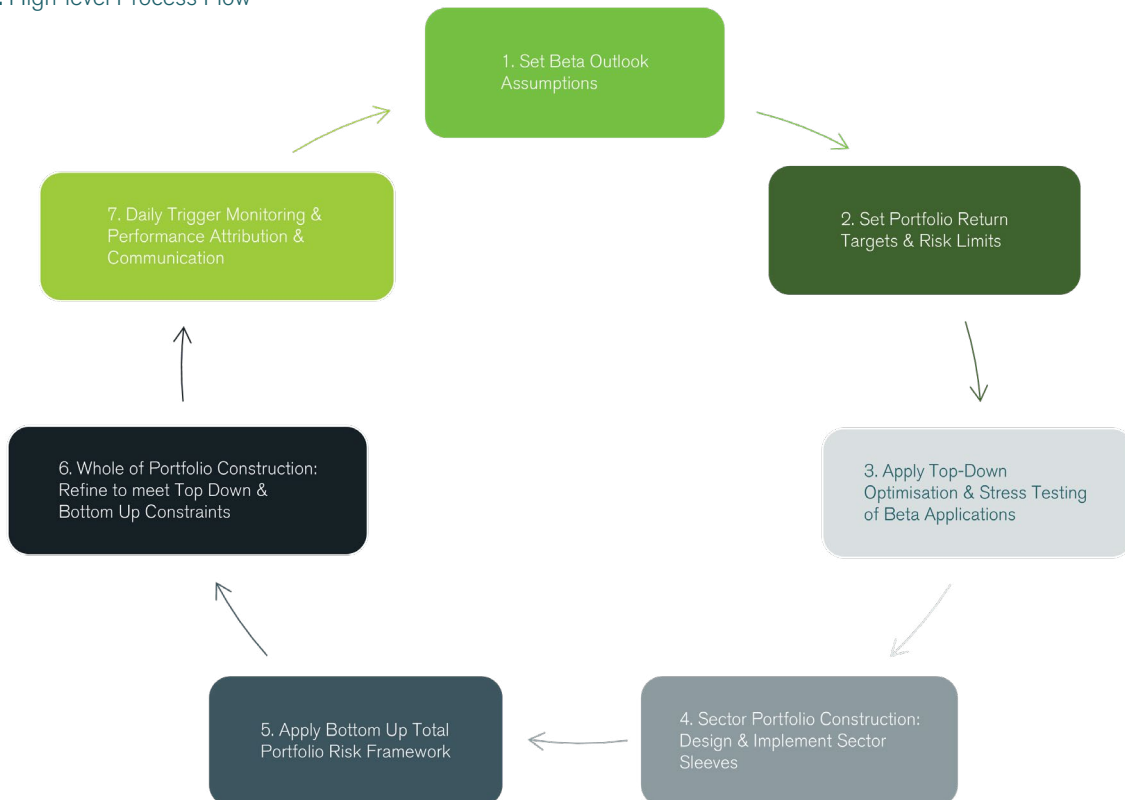 High-level Process Flow
1. Set Beta Outlook
Assumptions
2. Set Portfolio Return
Targets & Risk Limits
3. Apply Top-Down
Optimisation & Stress Testing
of Beta Applications
4. Sector Portfolio Construction:
Design & Implement Sector
Sleeves
5. Apply Bottom Up Total
Portfolio Risk Framework
6. Whole of Portfolio Construction:
Refine to meet Top Down &
Bottom Up Constraints
7. Daily Trigger Monitoring &
Performance Attribution &
Communication